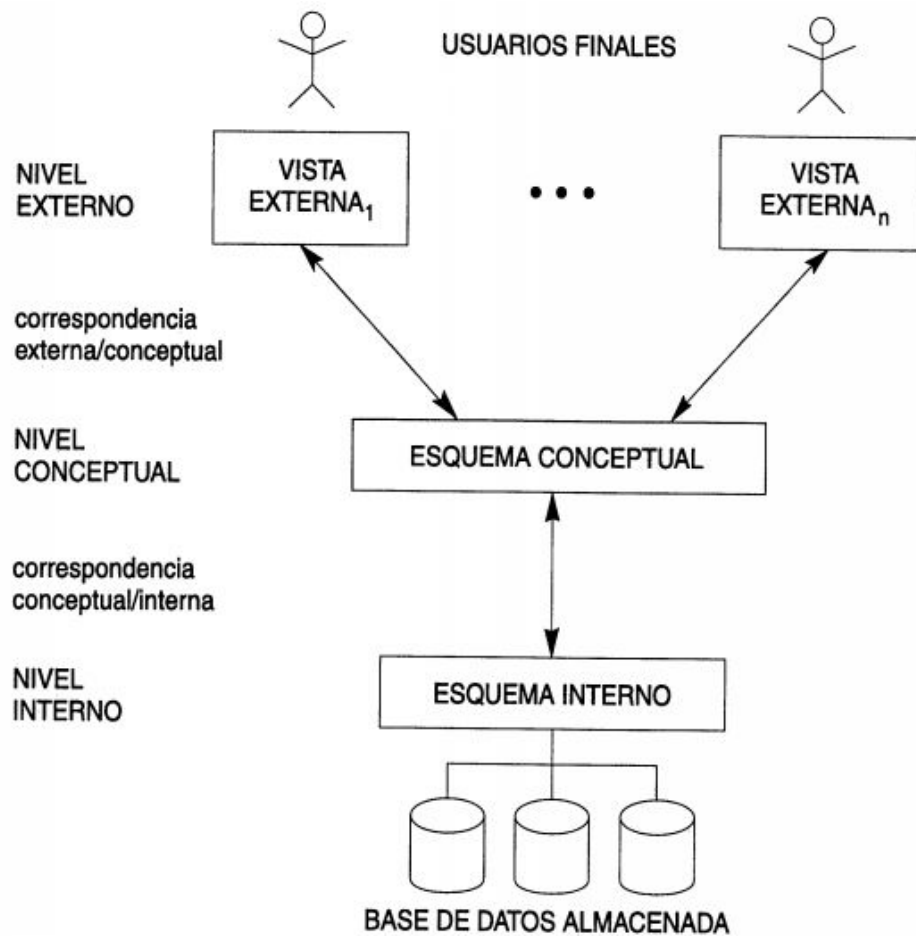 USUARIOS FINALES
NIVEL
EXTERNO
VISTA
EXTERNA1
• • •
VISTA
EXTERNAn
correspondencia
externa/conceptual
NIVEL
CONCEPTUAL
ESQUEMA CONCEPTUAL
correspondencia
conceptual/interna
NIVEL
INTERNO
ESQUEMA INTERNO
BASE DE DATOS ALMACENADA